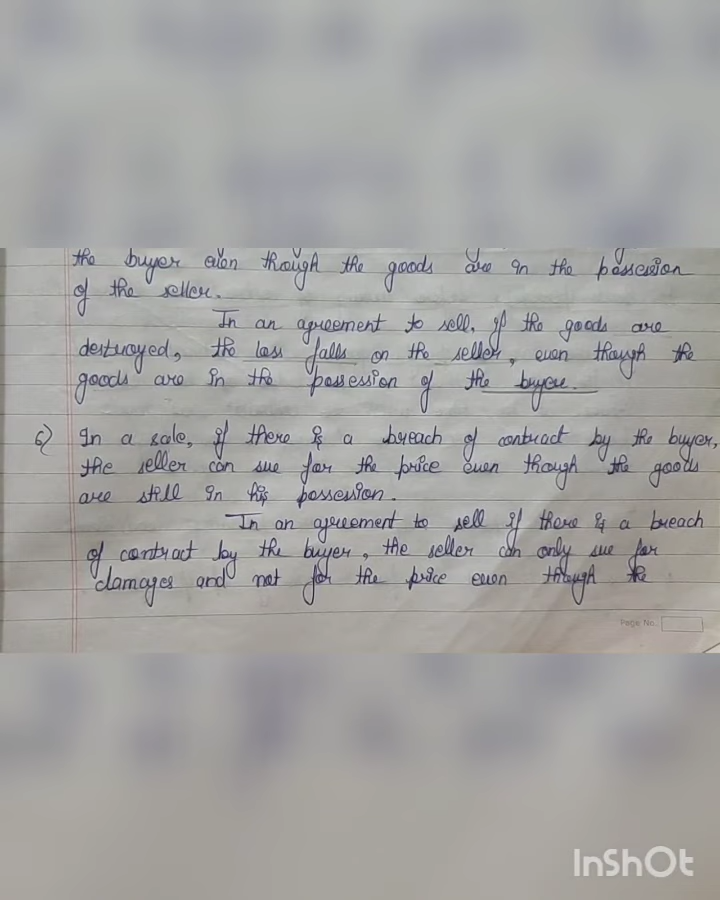 the buyer even though the goods are in the possession
of the seller.
In an agreement to sell, if the goods are
destroyed, the loss falls on the seller, even though the
goods are in the possession of the buyer.
6) In a sale, if there is a breach of contract by the buyer,
the seller can sue for the price even though the goods
are still in his possession.
In an agreement to sell if there is a breach
of contract by the buyer, the seller can only sue for
damages and not for the price even though the
Page No.
InShOt